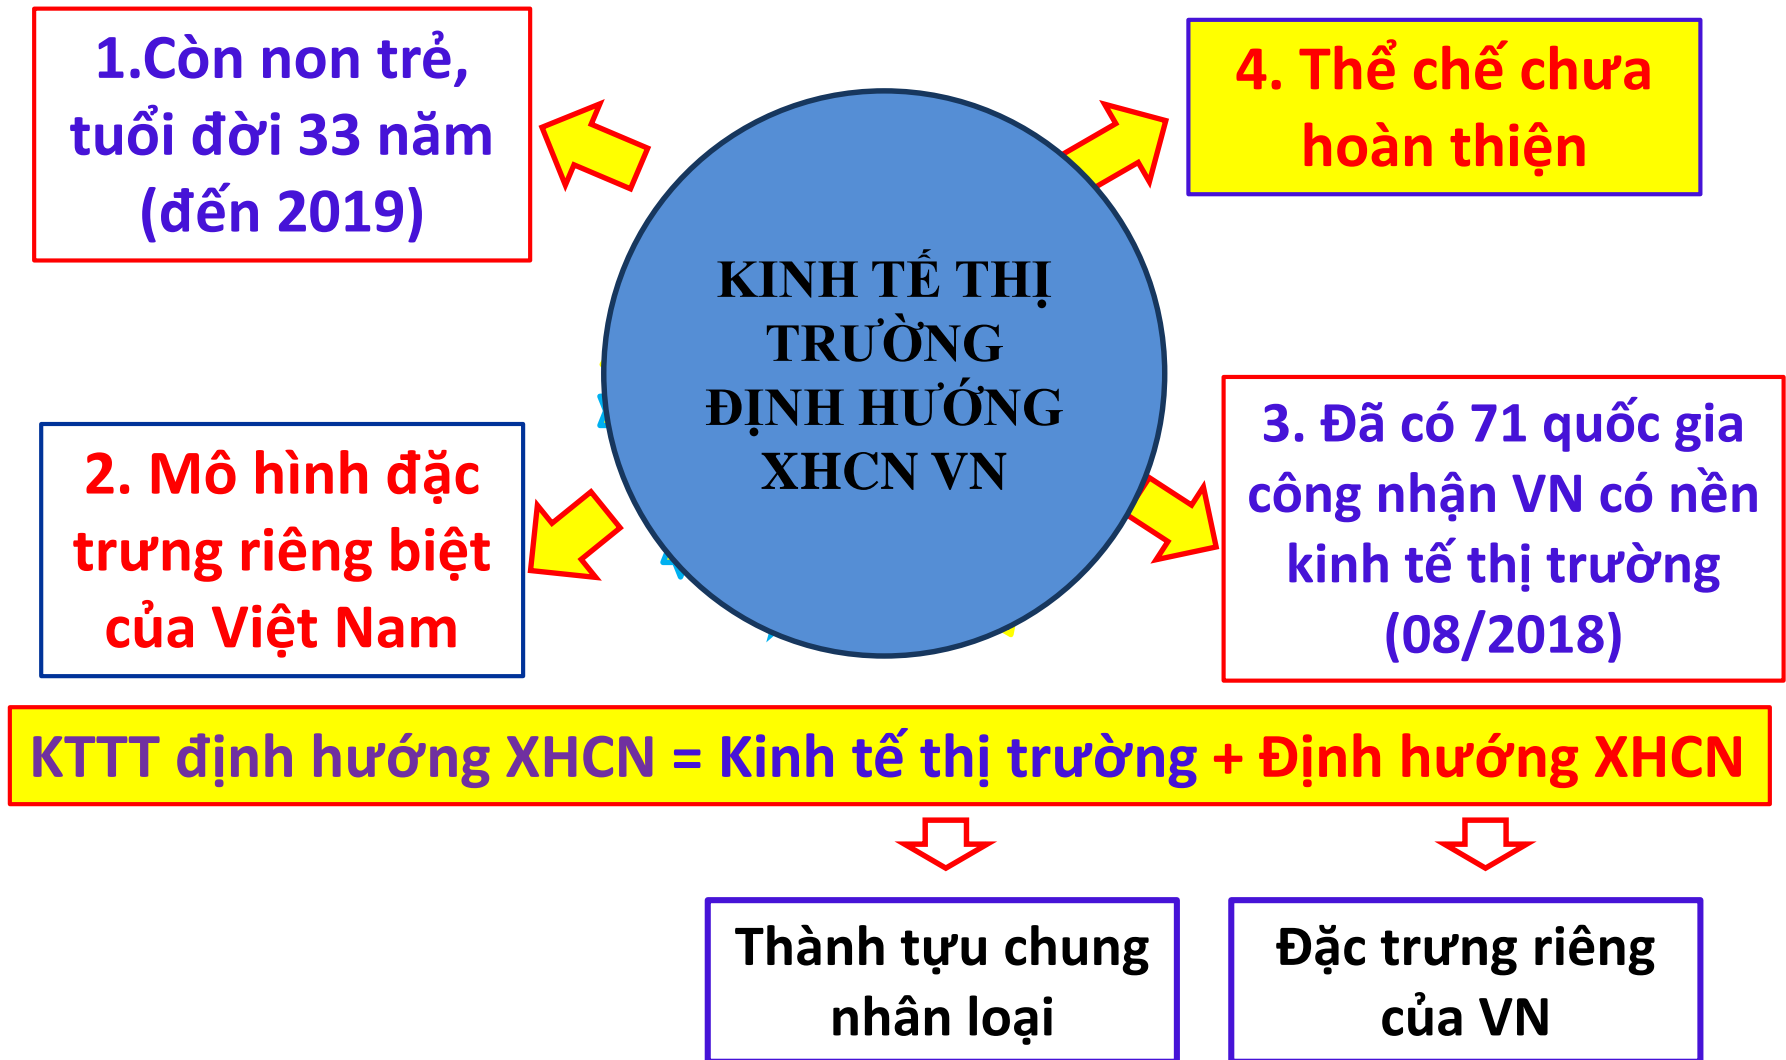 1.Còn non trẻ,
tuổi đời 33 năm
(đến 2019)
4. Thể chế chưa
hoàn thiện
KINH TẾ THỊ
TRƯỜNG
ĐỊNH HƯỚNG
XHCN VN
2. Mô hình đặc
trưng riêng biệt
của Việt Nam
3. Đã có 71 quốc gia
công nhận VN có nền
kinh tế thị trường
(08/2018)
KTTT định hướng XHCN = Kinh tế thị trường + Định hướng XHCN
Thành tựu chung
nhân loại
Đặc trưng riêng
của VN